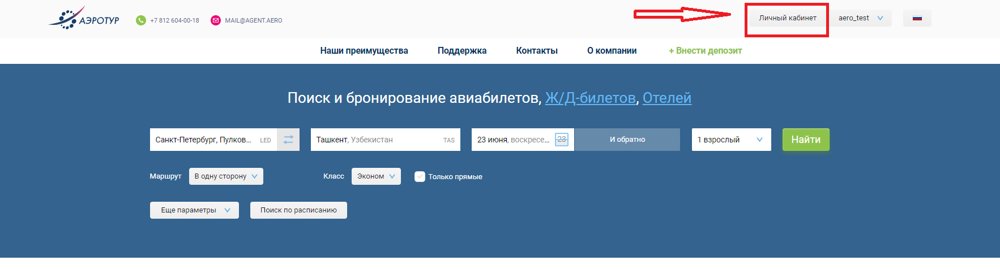 АЭРОТУР
+7 812 604-00-18
MAIL@AGENT.AERO
Личный кабинет
aero_test
Наши преимущества
Поддержка
Контакты
О компании
+ Внести депозит
Поиск и бронирование авиабилетов, Ж/Д-билетов, Отелей
Санкт-Петербург, Пулков... LED
Ташкент, Узбекистан TAS
23 июня, воскресе... 23
И обратно
1 взрослый
Найти
Маршрут
В одну сторону
Класс
Эконом
Только прямые
Еще параметры
Поиск по расписанию